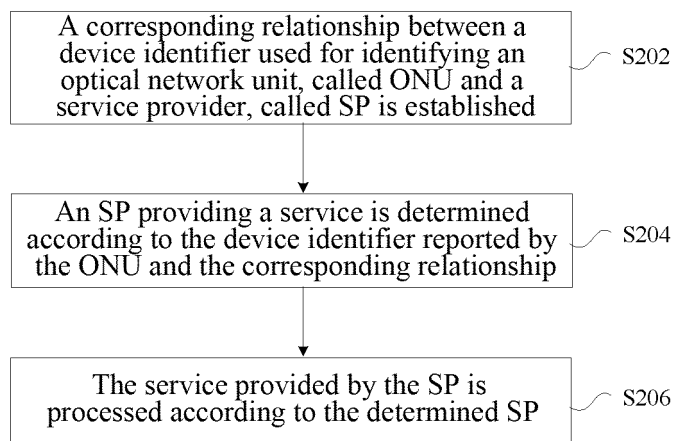 A corresponding relationship between a
device identifier used for identifying an
optical network unit, called ONU and a
service provider, called SP is established
S202
An SP providing a service is determined
according to the device identifier reported by
the ONU and the corresponding relationship
S204
The service provided by the SP is
processed according to the determined SP
S206